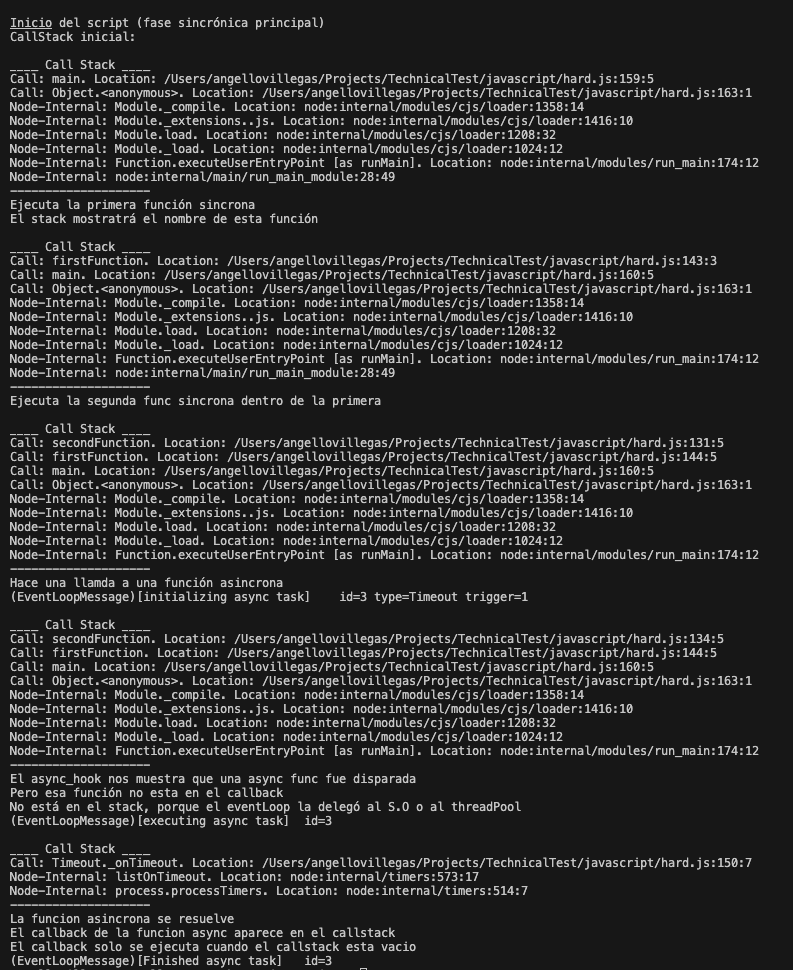 Inicio del script (fase sincrónica principal)
CallStack inicial:
____ Call Stack ____
Call: main. Location: /Users/angellovillegas/Projects/TechnicalTest/javascript/hard.js:159:5
Call: Object.<anonymous>. Location: /Users/angellovillegas/Projects/TechnicalTest/javascript/hard.js:163:1
Node-Internal: Module._compile. Location: node:internal/modules/cjs/loader:1358:14
Node-Internal: Module._extensions..js. Location: node:internal/modules/cjs/loader:1416:10
Node-Internal: Module.load. Location: node:internal/modules/cjs/loader:1208:32
Node-Internal: Module._load. Location: node:internal/modules/cjs/loader:1024:12
Node-Internal: Function.executeUserEntryPoint [as runMain]. Location: node:internal/modules/run_main:174:12
Node-Internal: node:internal/main/run_main_module:28:49
————————————————————
Ejecuta la primera función sincrona
El stack mostratrá el nombre de esta función
____ Call Stack ____
Call: firstFunction. Location: /Users/angellovillegas/Projects/TechnicalTest/javascript/hard.js:143:3
Call: main. Location: /Users/angellovillegas/Projects/TechnicalTest/javascript/hard.js:160:5
Call: Object.<anonymous>. Location: /Users/angellovillegas/Projects/TechnicalTest/javascript/hard.js:163:1
Node-Internal: Module._compile. Location: node:internal/modules/cjs/loader:1358:14
Node-Internal: Module._extensions..js. Location: node:internal/modules/cjs/loader:1416:10
Node-Internal: Module.load. Location: node:internal/modules/cjs/loader:1208:32
Node-Internal: Module._load. Location: node:internal/modules/cjs/loader:1024:12
Node-Internal: Function.executeUserEntryPoint [as runMain]. Location: node:internal/modules/run_main:174:12
Node-Internal: node:internal/main/run_main_module:28:49
————————————————————
Ejecuta la segunda func sincrona dentro de la primera
____ Call Stack ____
Call: secondFunction. Location: /Users/angellovillegas/Projects/TechnicalTest/javascript/hard.js:131:5
Call: firstFunction. Location: /Users/angellovillegas/Projects/TechnicalTest/javascript/hard.js:144:5
Call: main. Location: /Users/angellovillegas/Projects/TechnicalTest/javascript/hard.js:160:5
Call: Object.<anonymous>. Location: /Users/angellovillegas/Projects/TechnicalTest/javascript/hard.js:163:1
Node-Internal: Module._compile. Location: node:internal/modules/cjs/loader:1358:14
Node-Internal: Module._extensions..js. Location: node:internal/modules/cjs/loader:1416:10
Node-Internal: Module.load. Location: node:internal/modules/cjs/loader:1208:32
Node-Internal: Module._load. Location: node:internal/modules/cjs/loader:1024:12
Node-Internal: Function.executeUserEntryPoint [as runMain]. Location: node:internal/modules/run_main:174:12
————————————————————
Hace una llamda a una función asincrona
(EventLoopMessage)[initializing async task]    id=3 type=Timeout trigger=1
____ Call Stack ____
Call: secondFunction. Location: /Users/angellovillegas/Projects/TechnicalTest/javascript/hard.js:134:5
Call: firstFunction. Location: /Users/angellovillegas/Projects/TechnicalTest/javascript/hard.js:144:5
Call: main. Location: /Users/angellovillegas/Projects/TechnicalTest/javascript/hard.js:160:5
Call: Object.<anonymous>. Location: /Users/angellovillegas/Projects/TechnicalTest/javascript/hard.js:163:1
Node-Internal: Module._compile. Location: node:internal/modules/cjs/loader:1358:14
Node-Internal: Module._extensions..js. Location: node:internal/modules/cjs/loader:1416:10
Node-Internal: Module.load. Location: node:internal/modules/cjs/loader:1208:32
Node-Internal: Module._load. Location: node:internal/modules/cjs/loader:1024:12
Node-Internal: Function.executeUserEntryPoint [as runMain]. Location: node:internal/modules/run_main:174:12
————————————————————
El async_hook nos muestra que una async func fue disparada
Pero esa función no esta en el callback
No está en el stack, porque el eventLoop la delegó al S.O o al threadPool
(EventLoopMessage)[executing async task]  id=3
____ Call Stack ____
Call: Timeout._onTimeout. Location: /Users/angellovillegas/Projects/TechnicalTest/javascript/hard.js:150:7
Node-Internal: listOnTimeout. Location: node:internal/timers:573:17
Node-Internal: process.processTimers. Location: node:internal/timers:514:7
————————————————————
La funcion asincrona se resuelve
El callback de la funcion async aparece en el callstack
El callback solo se ejecuta cuando el callstack esta vacio
(EventLoopMessage)[Finished async task]   id=3